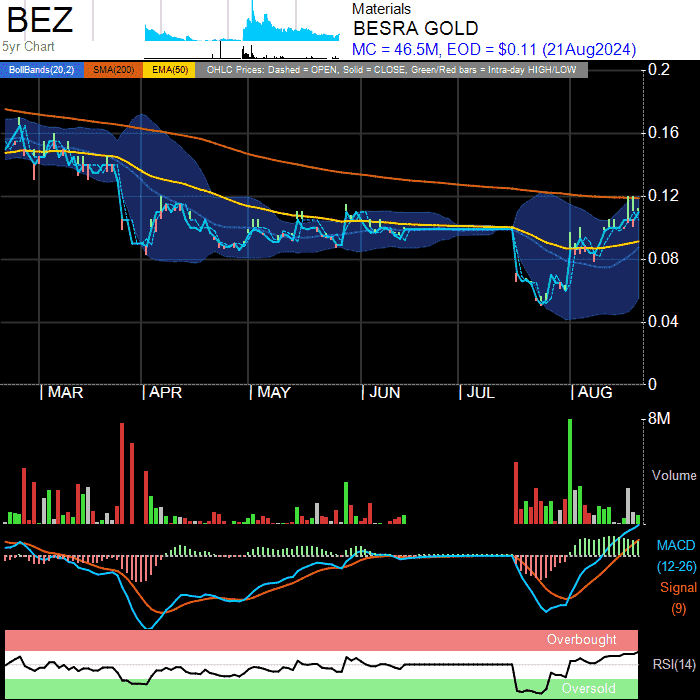 BEZ
5yr Chart
Materials
BESRA GOLD
MC = 46.5M, EOD = $0.11 (21Aug2024)
BollBands(20,2) SMA(200) EMA(50) OHLC Prices: Dashed = OPEN, Solid = CLOSE, Green/Red bars = Intra-day HIGH/LOW
0.2
0.16
0.12
0.08
0.04
0
MAR APR MAY JUN JUL AUG
8M
Volume
MACD
(12-26)
Signal
(9)
Overbought
RSI(14)
Oversold